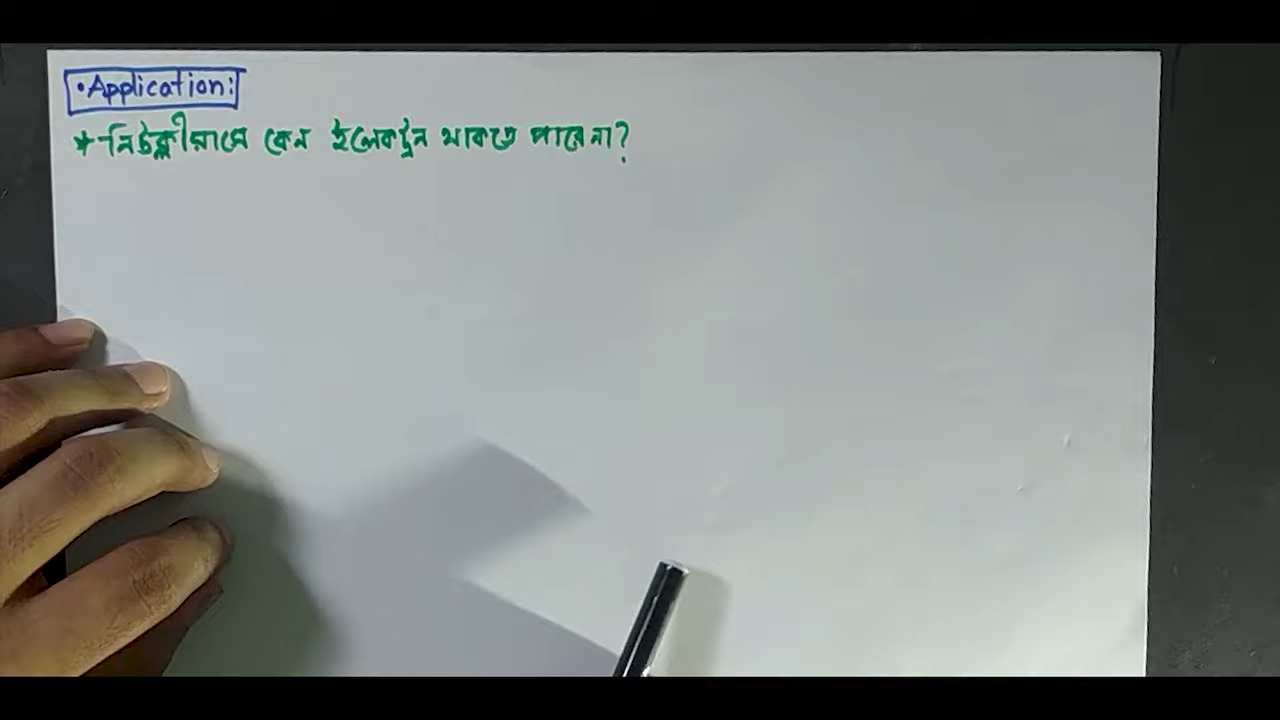 • Application:
* নিউক্লীয়াসে কেন ইলেকট্রন থাকতে পারেনা?